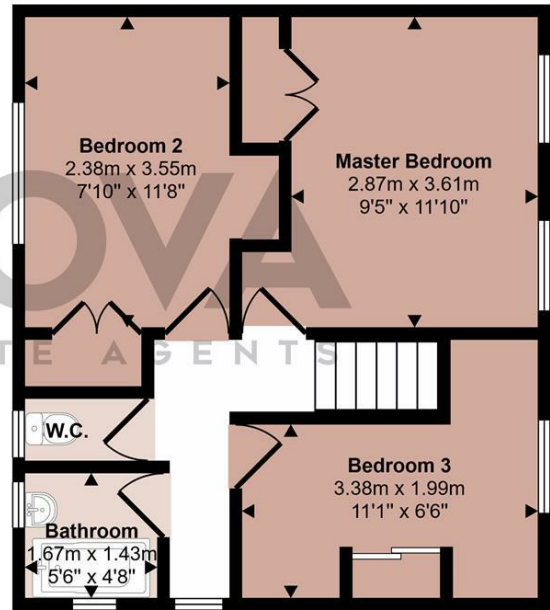 Bedroom 2
2.38m x 3.55m
7'10" x 11'8"
Master Bedroom
2.87m x 3.61m
9'5" x 11'10"
OVA
TE AGENTS
W.C.
Bedroom 3
3.38m x 1.99m
11'1" x 6'6"
Bathroom
1.67m x 1.43m
5'6" x 4'8"